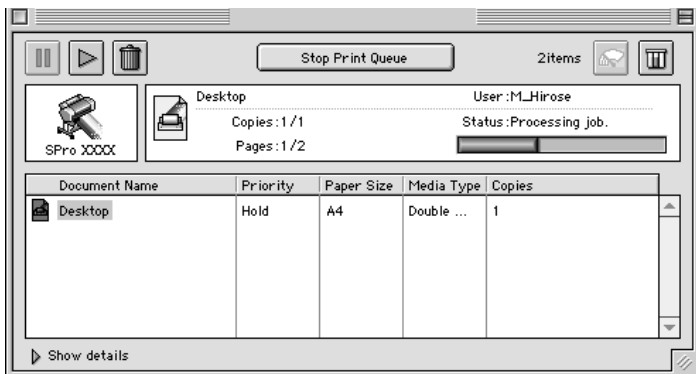 Stop Print Queue
2items
Desktop
User:M_Hirose
Copies:1/1
Status:Processing job.
Pages:1/2
SPro XXXX
Document Name Priority Paper Size Media Type Copies
Desktop Hold A4 Double ... 1
Show details